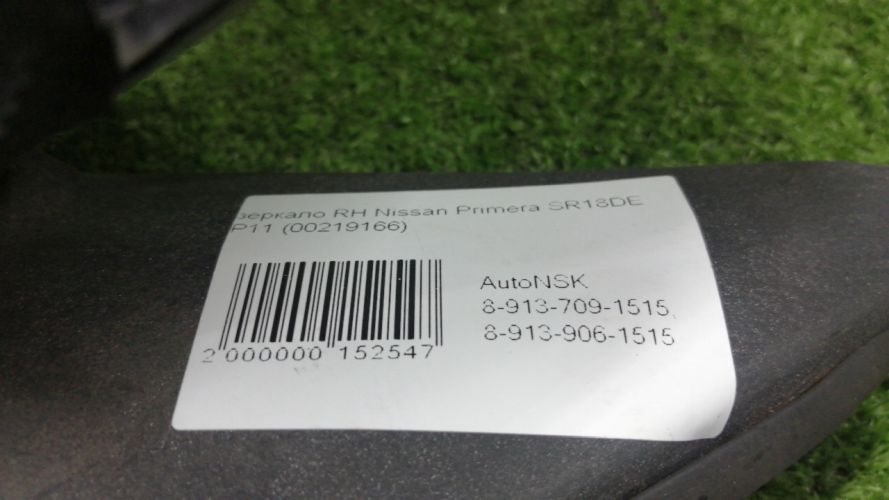 зеркало RH Nissan Primera SR18DE
P11 (00219166)
AutoNSK
8-913-709-1515,
8-913-906-1515
2 000000 152547